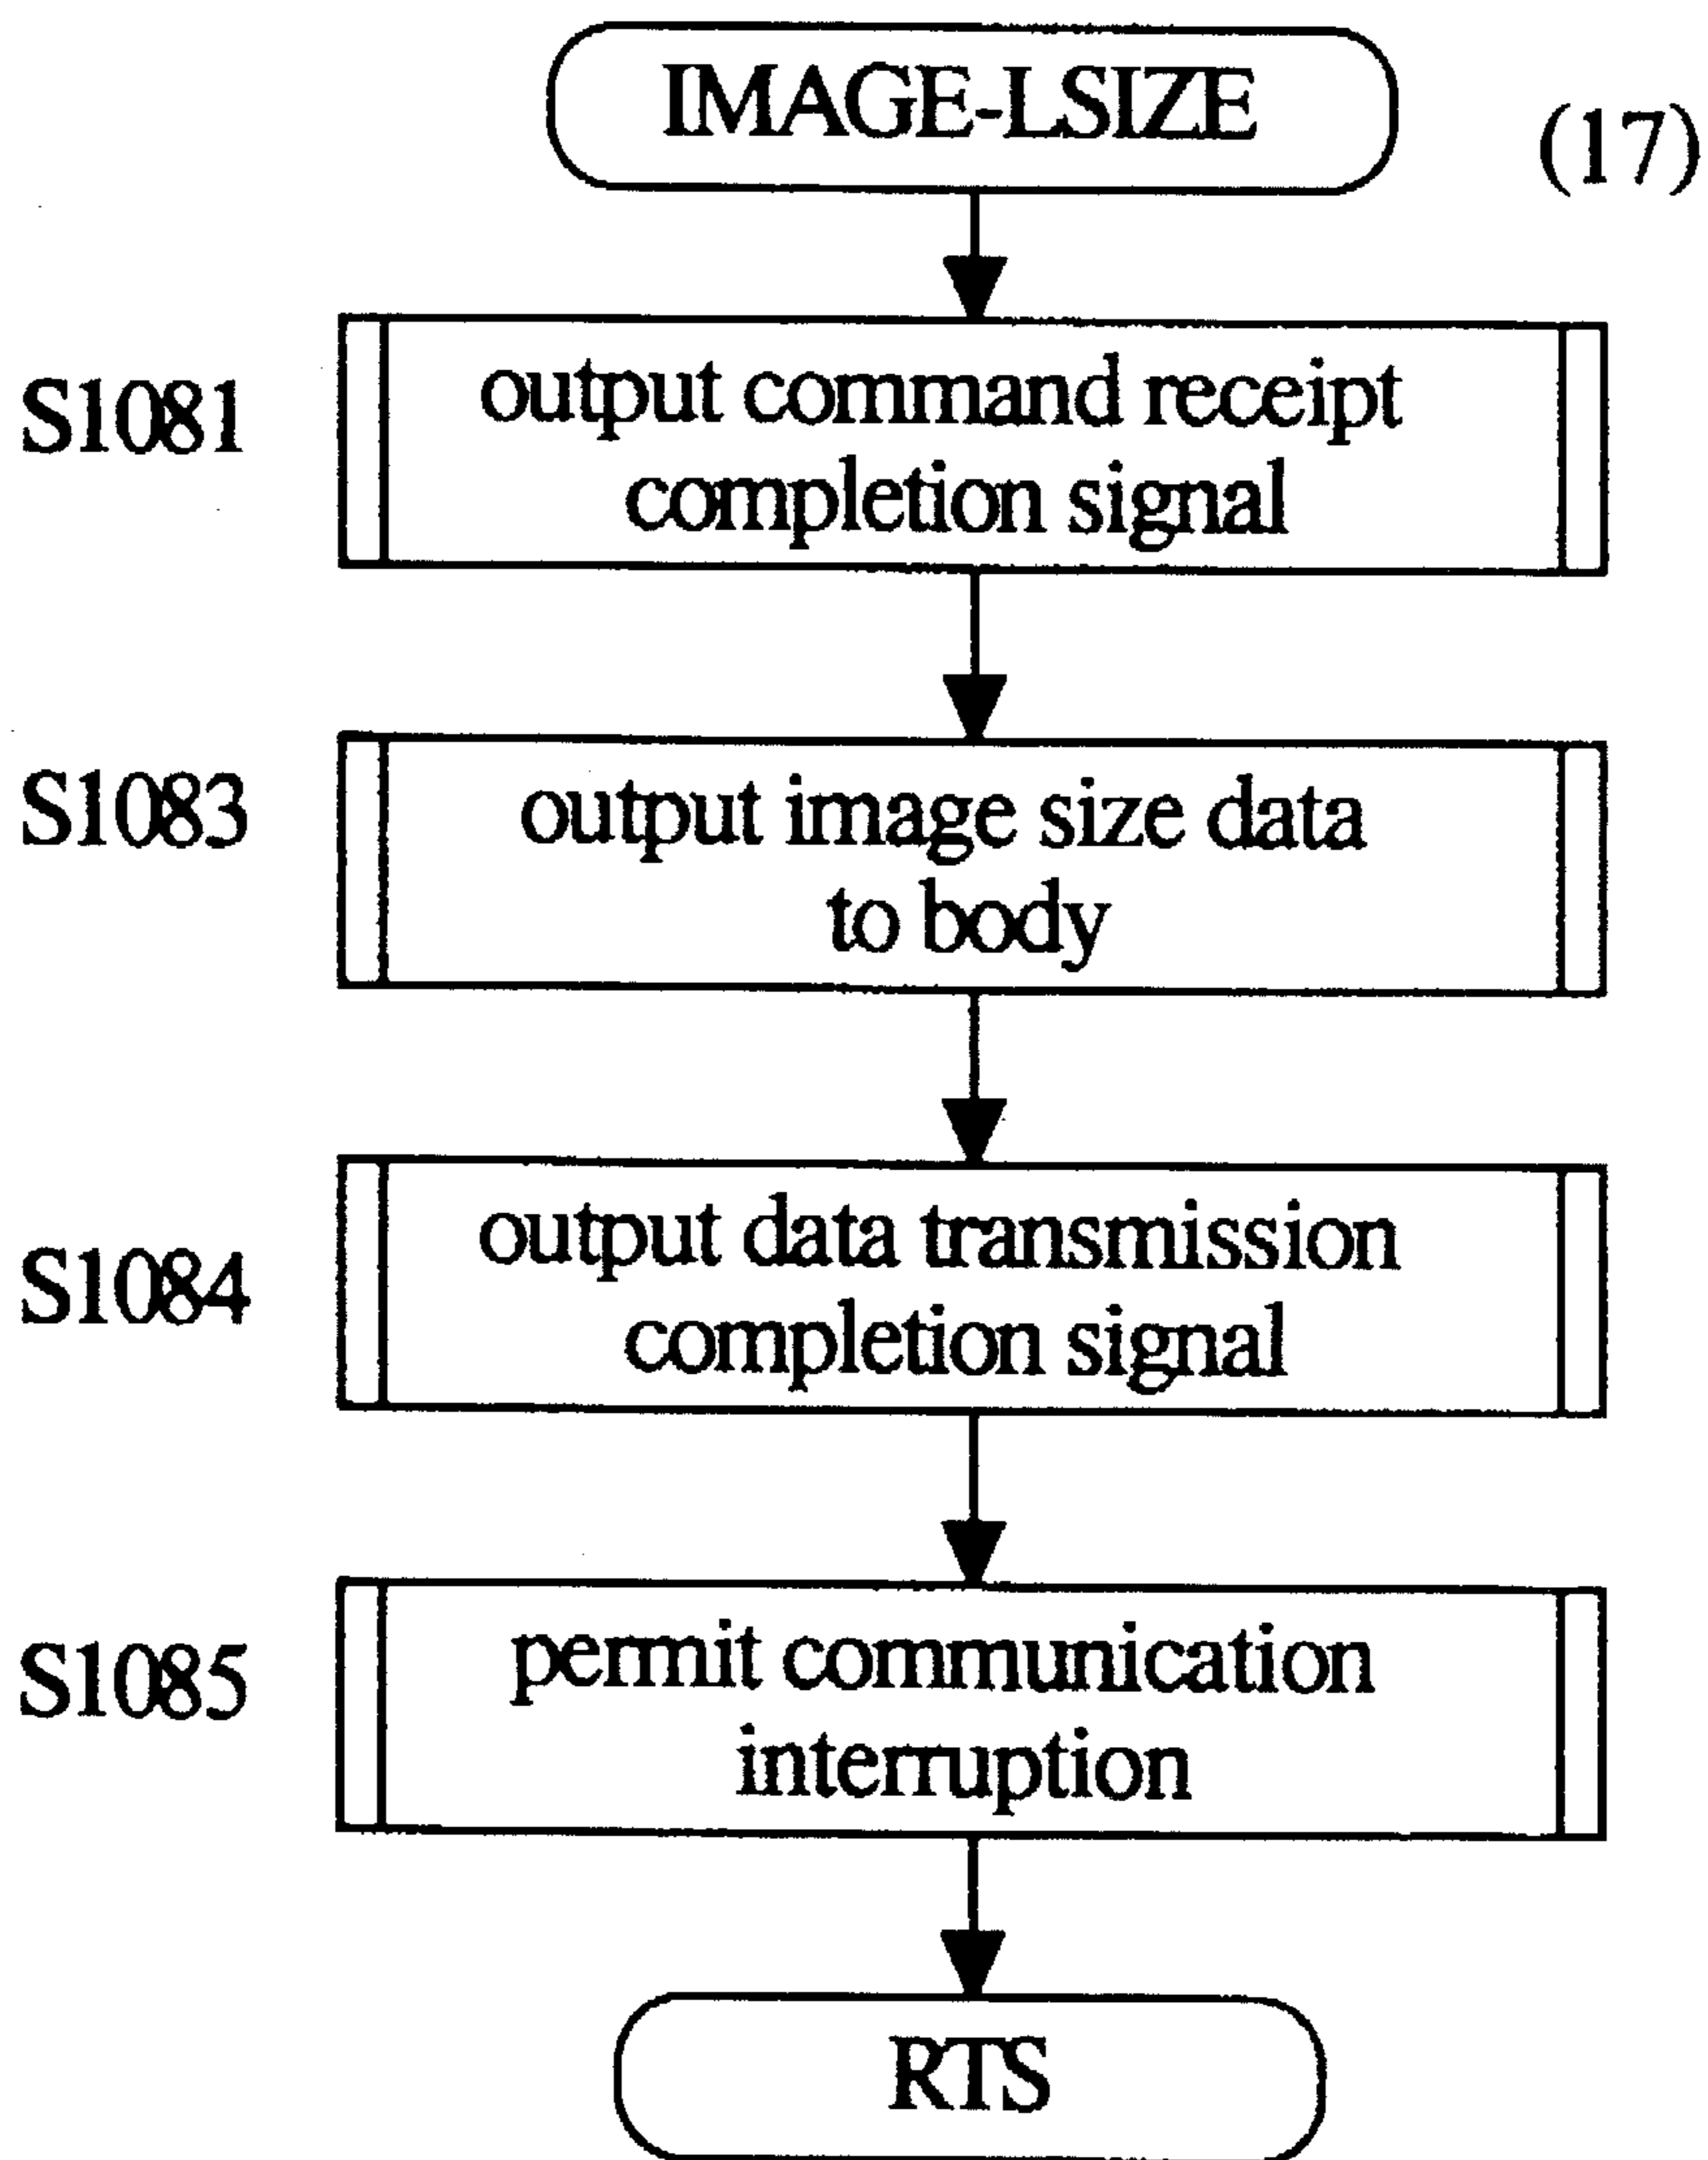 IMAGE-LSIZE
(17)
S1081
output command receipt
completion signal
S1083
output image size data
to body
S1084
output data transmission
completion signal
S1085
permit communication
interruption
RTS